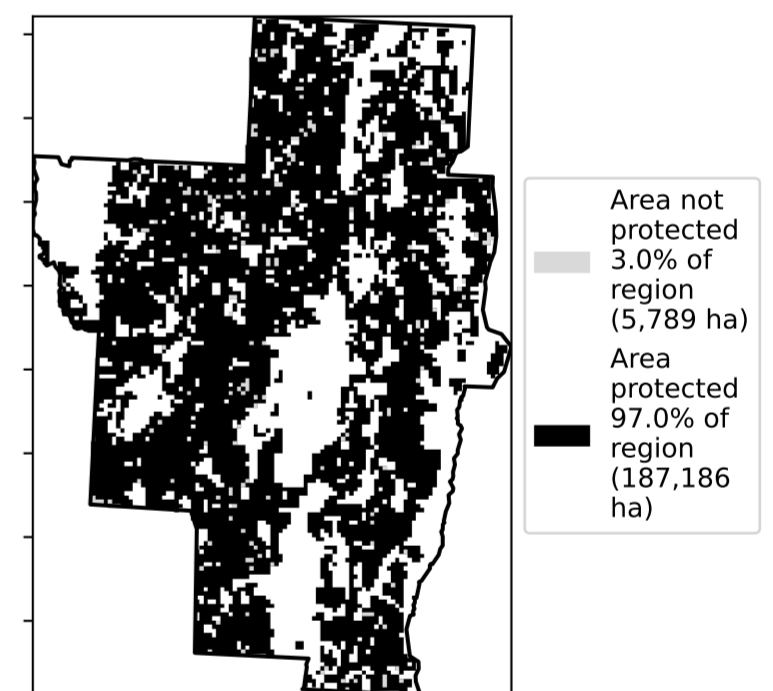 Area not
protected
3.0% of
region
(5,789 ha)
Area
protected
97.0% of
region
(187,186
ha)